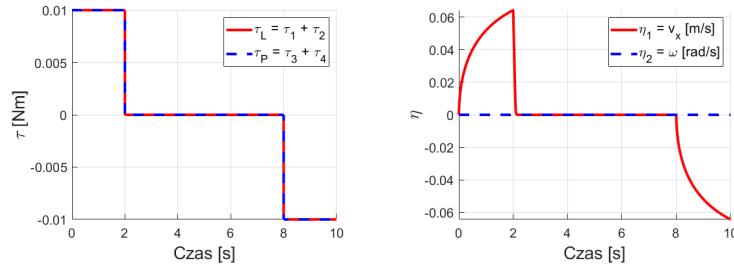 0.01
0.005
0
-0.005
-0.01
τ [Nm]
0 2 4 6 8 10
Czas [s]
τL = τ1 + τ2
τP = τ3 + τ4
0.06
0.04
0.02
0
-0.02
-0.04
-0.06
η
0 2 4 6 8 10
Czas [s]
η1 = vx [m/s]
η2 = ω [rad/s]